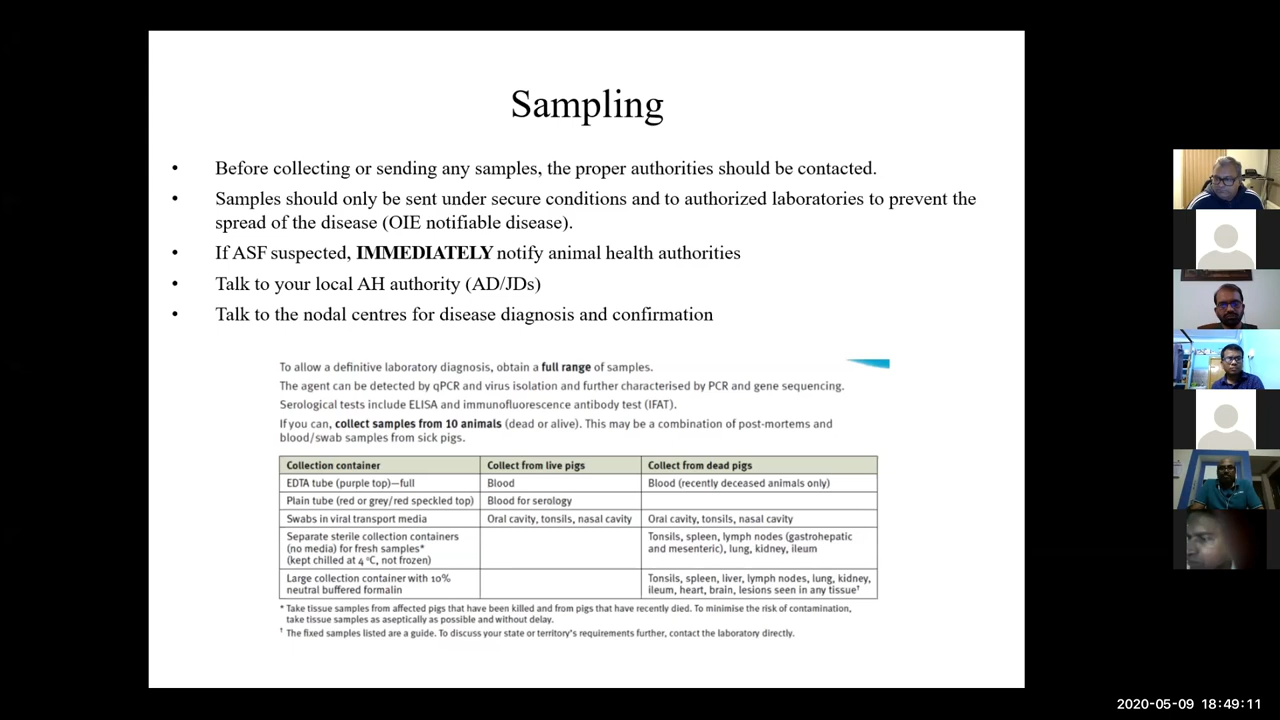 Sampling
• Before collecting or sending any samples, the proper authorities should be contacted.
• Samples should only be sent under secure conditions and to authorized laboratories to prevent the
spread of the disease (OIE notifiable disease).
• If ASF suspected, IMMEDIATELY notify animal health authorities
• Talk to your local AH authority (AD/JDs)
• Talk to the nodal centres for disease diagnosis and confirmation
To allow a definitive laboratory diagnosis, obtain a full range of samples.
The agent can be detected by qPCR and virus isolation and further characterised by PCR and gene sequencing.
Serological tests include ELISA and immunofluorescence antibody test (IFAT).
If you can, collect samples from 10 animals (dead or alive). This may be a combination of post-mortems and
blood/swab samples from sick pigs.
Collection container Collect from live pigs Collect from dead pigs
EDTA tube (purple top)—full Blood Blood (recently deceased animals only)
Plain tube (red or grey/red speckled top) Blood for serology
Swabs in viral transport media Oral cavity, tonsils, nasal cavity Oral cavity, tonsils, nasal cavity
Separate sterile collection containers Tonsils, spleen, lymph nodes (gastrohepatic
(no media) for fresh samples* and mesenteric), lung, kidney, ileum
(kept chilled at 4 °C, not frozen)
Large collection container with 10% Tonsils, spleen, liver, lymph nodes, lung, kidney,
neutral buffered formalin ileum, heart, brain, lesions seen in any tissue†
* Take tissue samples from affected pigs that have been killed and from pigs that have recently died. To minimise the risk of contamination,
take tissue samples as aseptically as possible and without delay.
† The fixed samples listed are a guide. To discuss your state or territory's requirements further, contact the laboratory directly.
2020-05-09 18:49:11